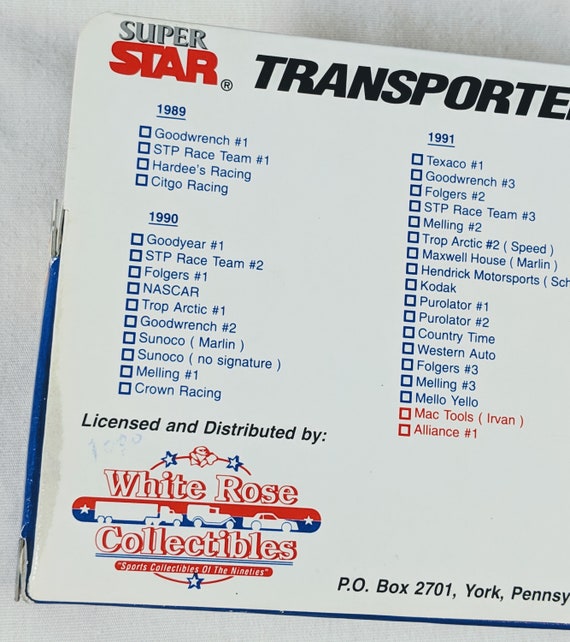 SUPER
STAR®
TRANSPORTE
1989
Goodwrench #1
STP Race Team #1
Hardee's Racing
Citgo Racing
1990
Goodyear #1
STP Race Team #2
Folgers #1
NASCAR
Trop Arctic #1
Goodwrench #2
Sunoco ( Marlin )
Sunoco ( no signature )
Melling #1
Crown Racing
1991
Texaco #1
Goodwrench #3
Folgers #2
STP Race Team #3
Melling #2
Trop Arctic #2 ( Speed )
Maxwell House ( Marlin )
Hendrick Motorsports ( Sch
Kodak
Purolator #1
Purolator #2
Country Time
Western Auto
Folgers #3
Melling #3
Mello Yello
Mac Tools ( Irvan )
Alliance #1
Licensed and Distributed by:
White Rose
Collectibles
"Sports Collectibles Of The Nineties"
P.O. Box 2701, York, Pennsy